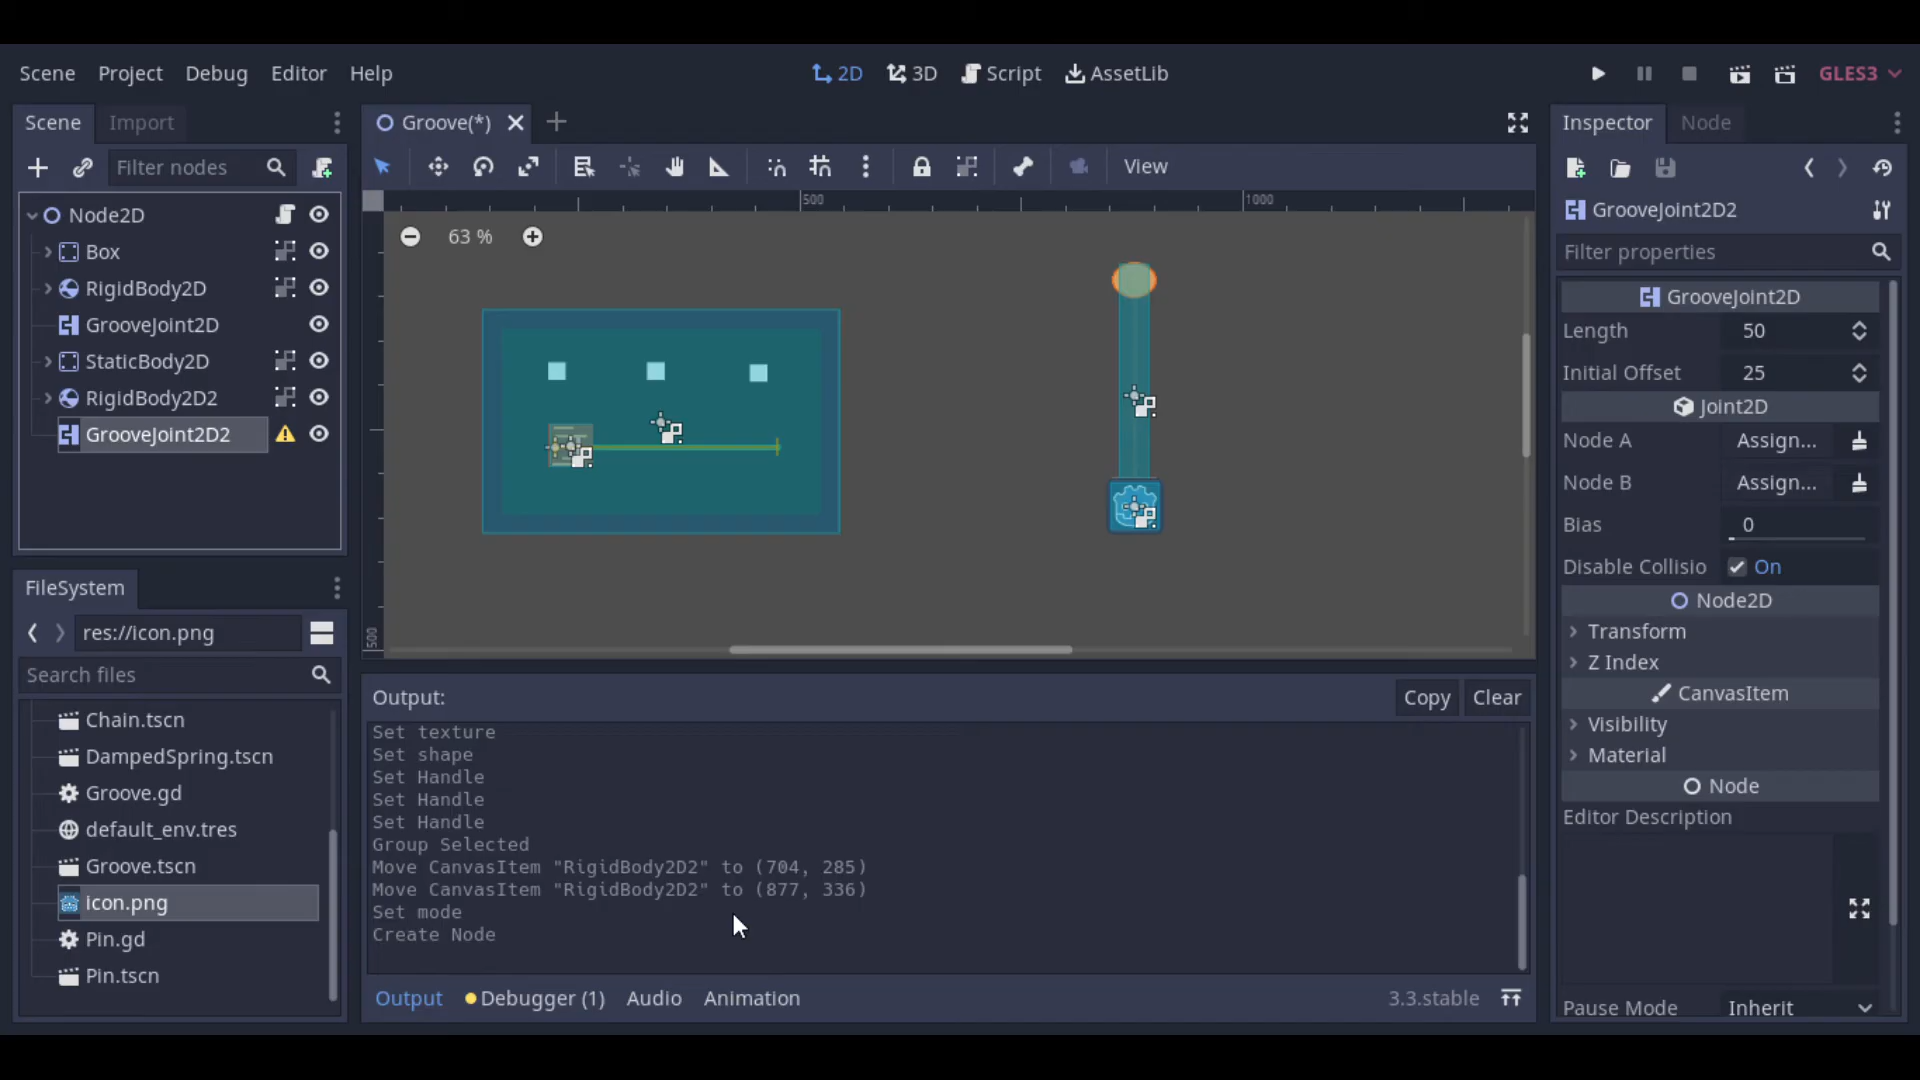 Scene Project Debug Editor Help 2D 3D Script AssetLib GLES3
Scene Import
Filter nodes
Node2D
Box
RigidBody2D
GrooveJoint2D
StaticBody2D
RigidBody2D2
GrooveJoint2D2
FileSystem
res://icon.png
Search files
Chain.tscn
DampedSpring.tscn
Groove.gd
default_env.tres
Groove.tscn
icon.png
Pin.gd
Pin.tscn
Groove(*)
View
500
1000
63 %
500
Output:
Copy Clear
Set texture
Set shape
Set Handle
Set Handle
Set Handle
Group Selected
Move CanvasItem "RigidBody2D2" to (704, 285)
Move CanvasItem "RigidBody2D2" to (877, 336)
Set mode
Create Node
Output Debugger (1) Audio Animation 3.3.stable
Inspector Node
GrooveJoint2D2
Filter properties
GrooveJoint2D
Length 50
Initial Offset 25
Joint2D
Node A Assign...
Node B Assign...
Bias 0
Disable Collisio On
Node2D
Transform
Z Index
CanvasItem
Visibility
Material
Node
Editor Description
Pause Mode Inherit